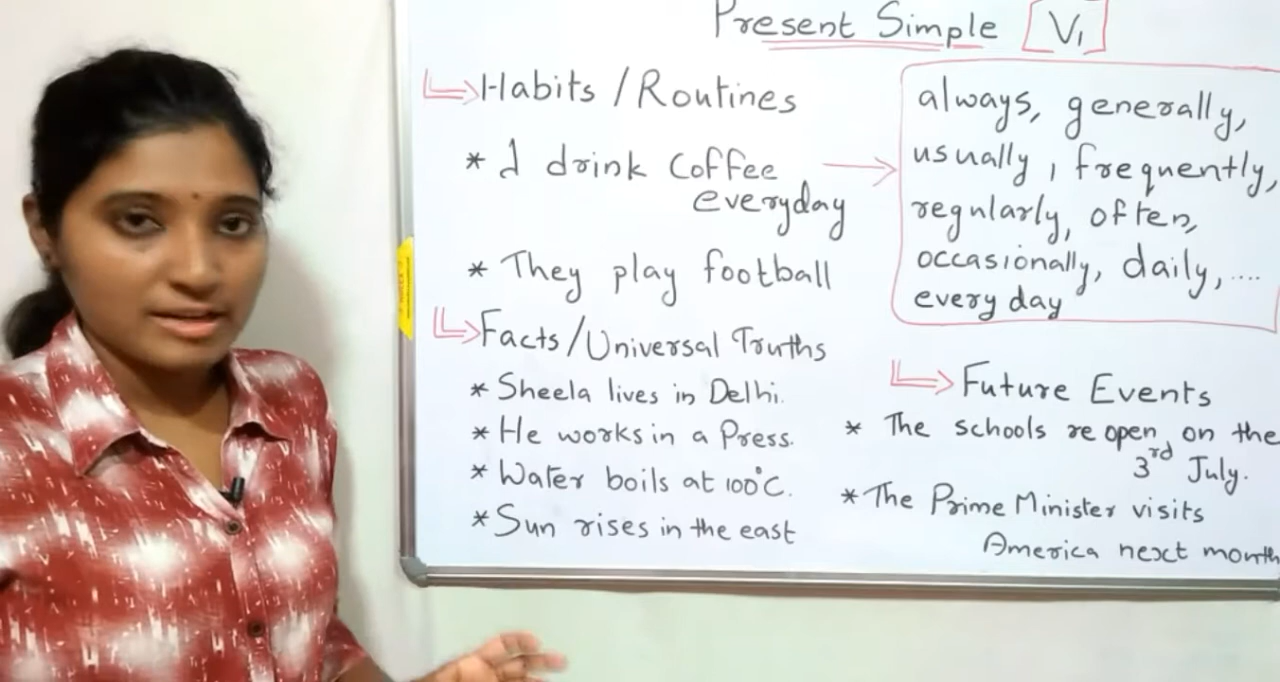 Present Simple V1
Habits / Routines
* I drink coffee
everyday
* They play football
Facts / Universal Truths
* Sheela lives in Delhi.
* He works in a Press.
* Water boils at 100°C.
* Sun rises in the east
always, generally,
usually, frequently,
regularly, often,
occasionally, daily, ....
every day
Future Events
* The schools reopen on the
3rd July.
* The Prime Minister visits
America next month